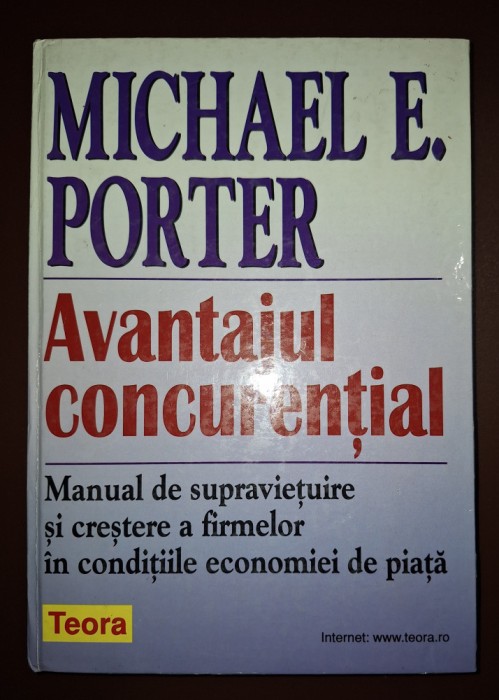 MICHAEL E.
PORTER
Avantajul
concurențial
Manual de supraviețuire
și creștere a firmelor
în condițiile economiei de piață
Teora
Internet: www.teora.ro